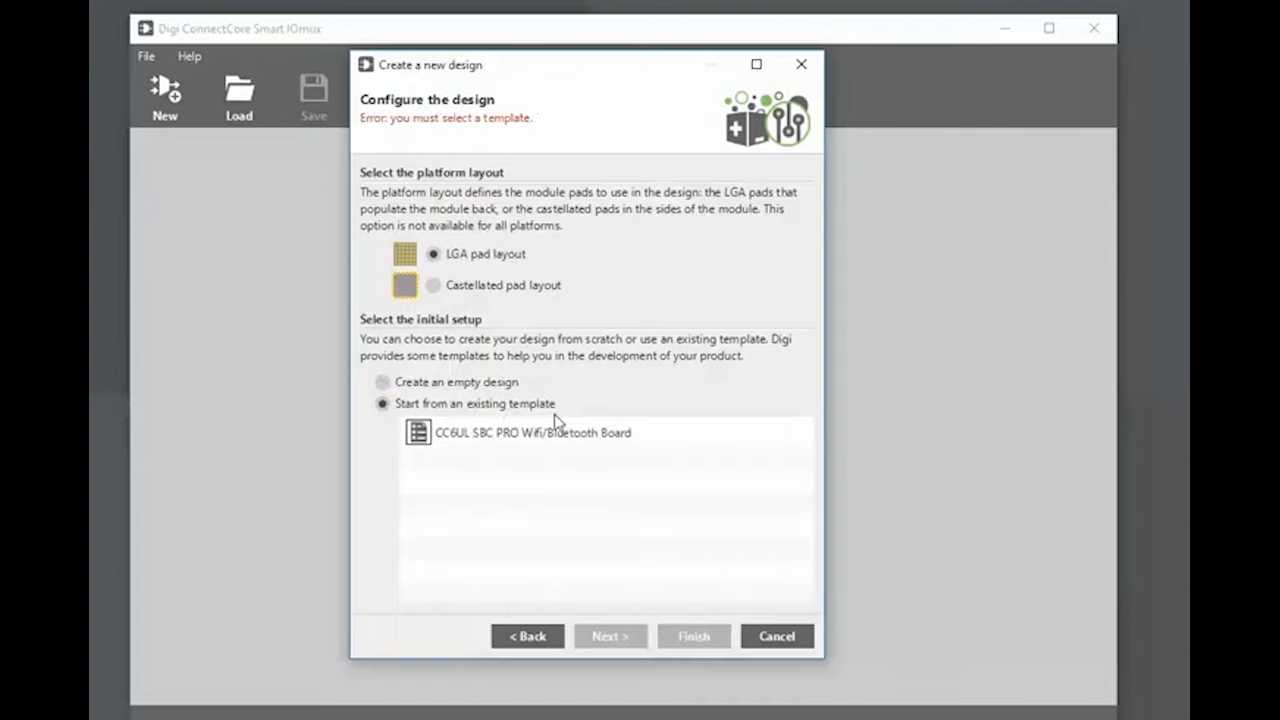 Digi ConnectCore Smart IOmux
File Help
New Load Save
Create a new design
Configure the design
Error: you must select a template.
Select the platform layout
The platform layout defines the module pads to use in the design: the LGA pads that
populate the module back, or the castellated pads in the sides of the module. This
option is not available for all platforms.
LGA pad layout
Castellated pad layout
Select the initial setup
You can choose to create your design from scratch or use an existing template. Digi
provides some templates to help you in the development of your product.
Create an empty design
Start from an existing template
CC6UL SBC PRO Wifi/Bluetooth Board
< Back Next > Finish Cancel